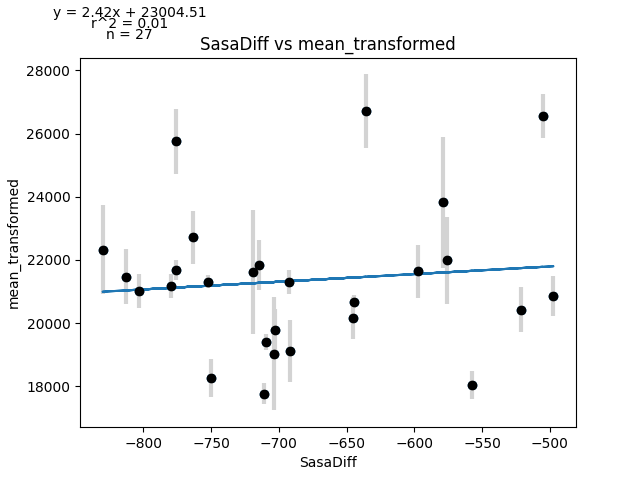 y = 2.42x + 23004.51
r^2 = 0.01
n = 27
SasaDiff vs mean_transformed
28000
26000
24000
22000
20000
18000
mean_transformed
−800
−750
−700
−650
−600
−550
−500
SasaDiff